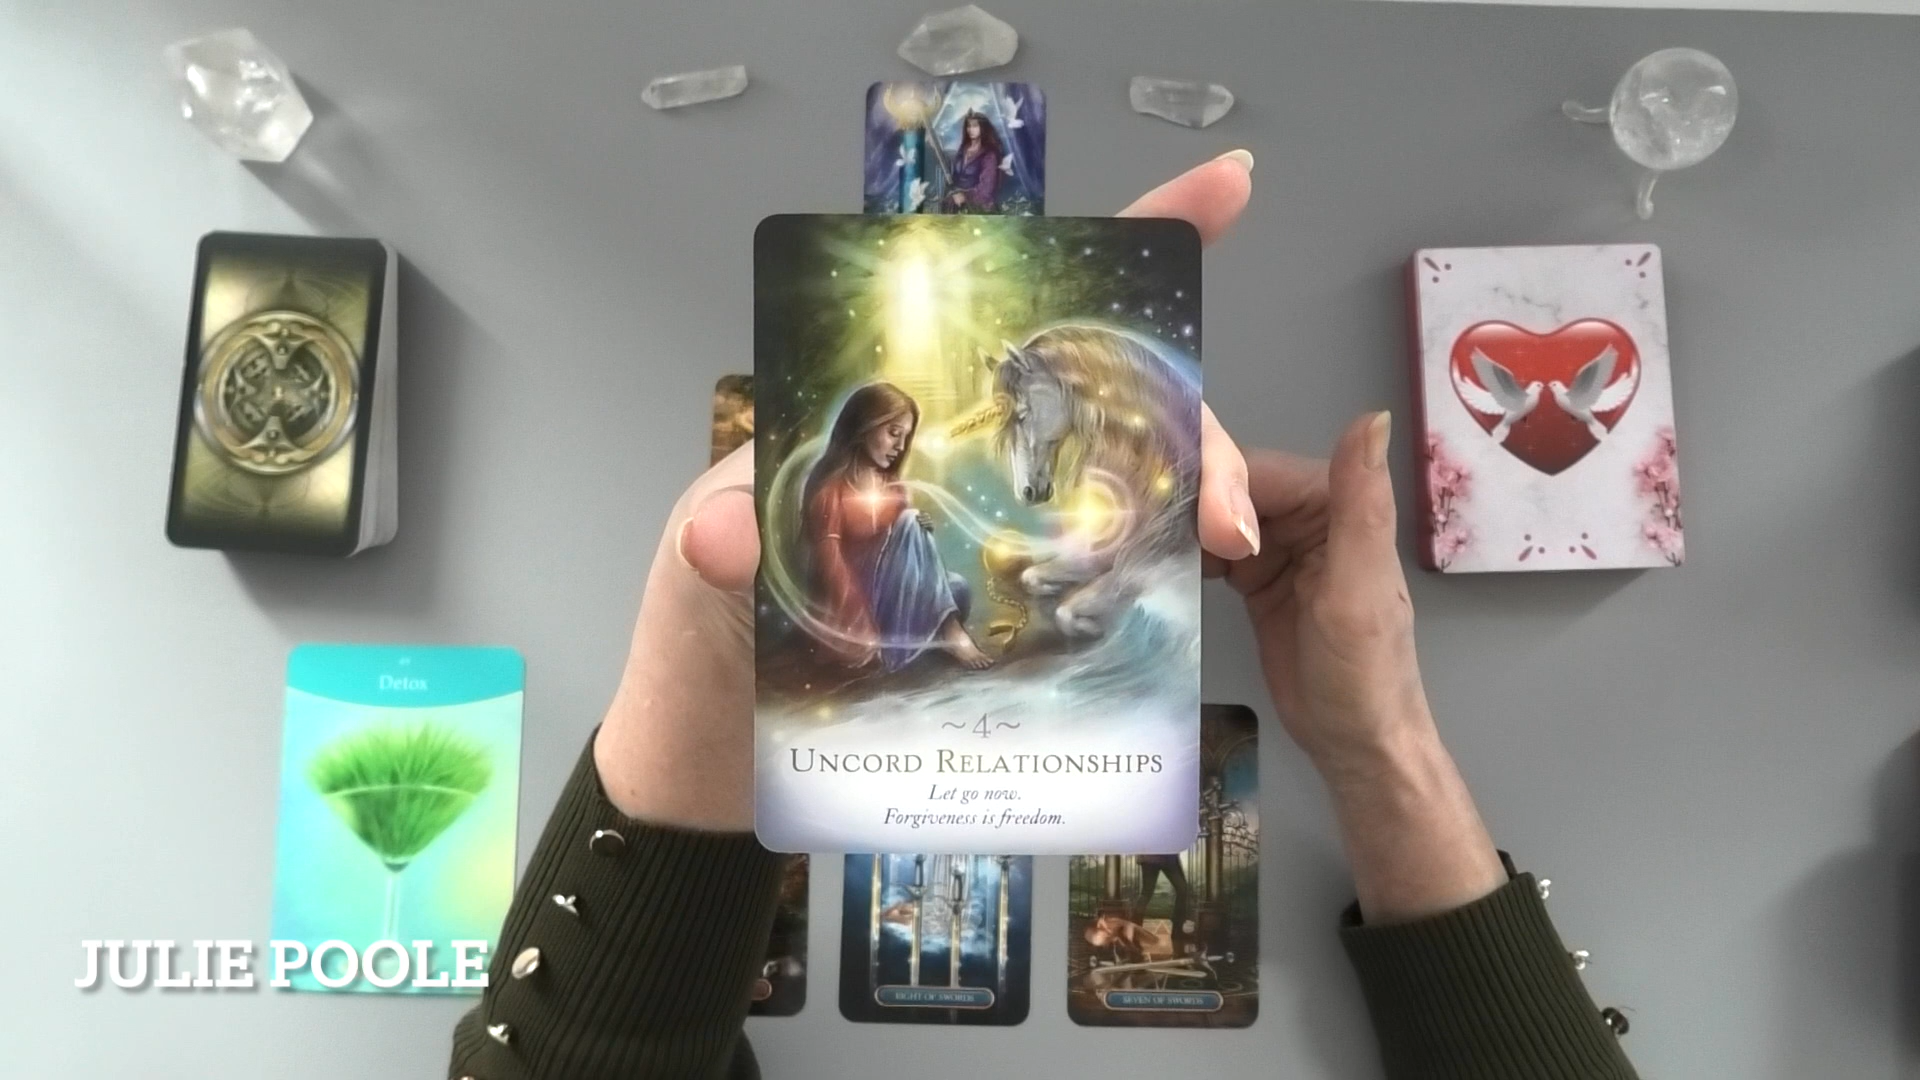 Detox
~4~
UNCORD RELATIONSHIPS
Let go now.
Forgiveness is freedom.
JULIE POOLE
EIGHT OF SWORDS
SEVEN OF SWORDS